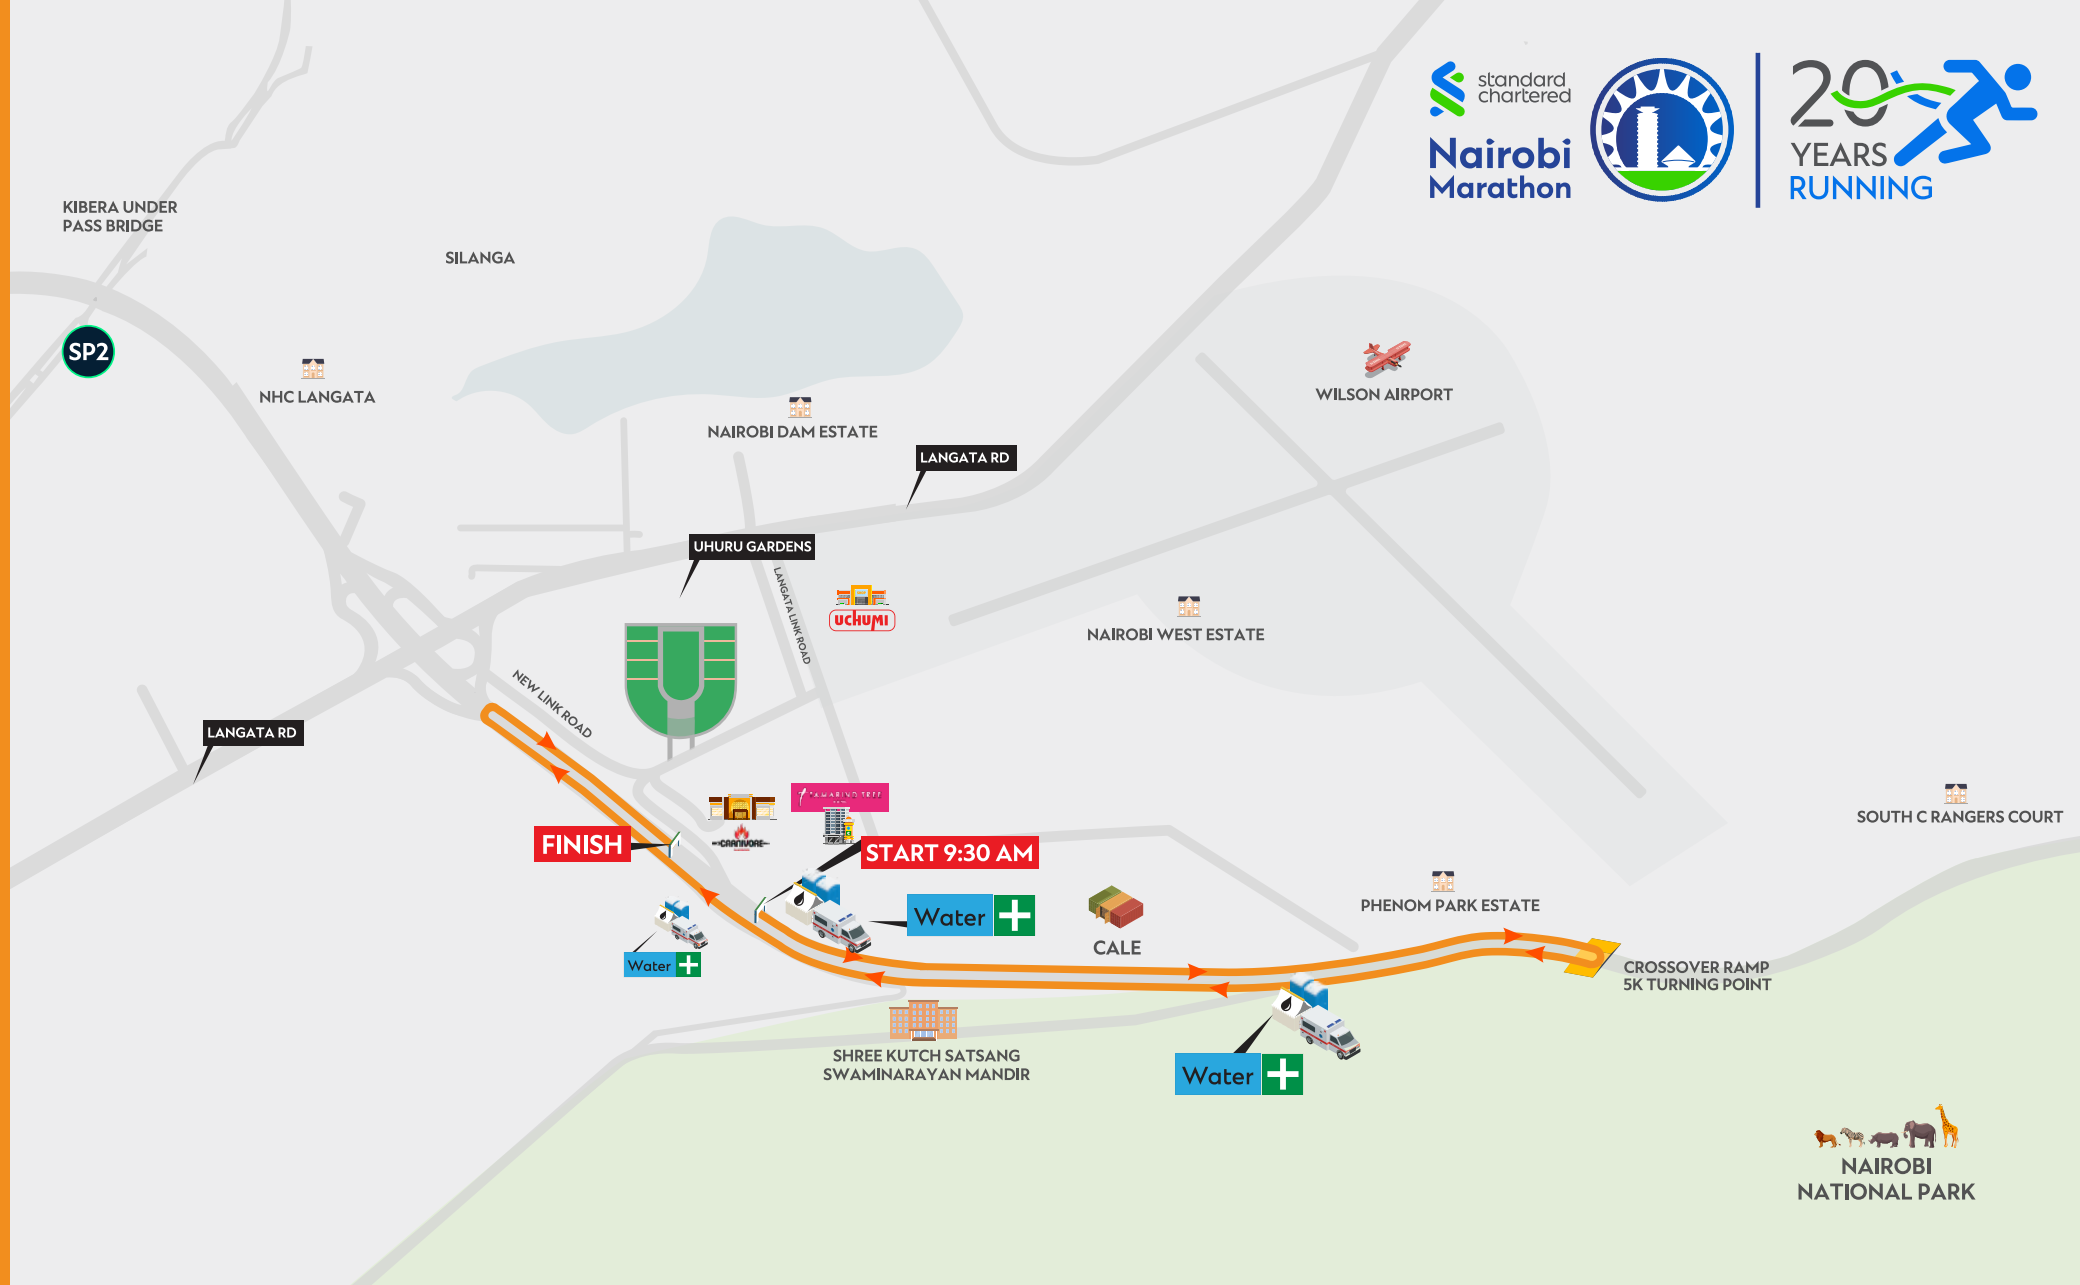 standard
chartered
Nairobi
Marathon
20
YEARS
RUNNING
KIBERA UNDER
PASS BRIDGE
SILANGA
SP2
NHC LANGATA
WILSON AIRPORT
NAIROBI DAM ESTATE
LANGATA RD
UHURU GARDENS
LANGATA LINK ROAD
UCHUMI
NAIROBI WEST ESTATE
NEW LINK ROAD
LANGATA RD
TAMARIND TREE
SOUTH C RANGERS COURT
FINISH
CARNIVORE
START 9:30 AM
PHENOM PARK ESTATE
Water
CALE
Water
CROSSOVER RAMP
5K TURNING POINT
SHREE KUTCH SATSANG
SWAMINARAYAN MANDIR
Water
NAIROBI
NATIONAL PARK